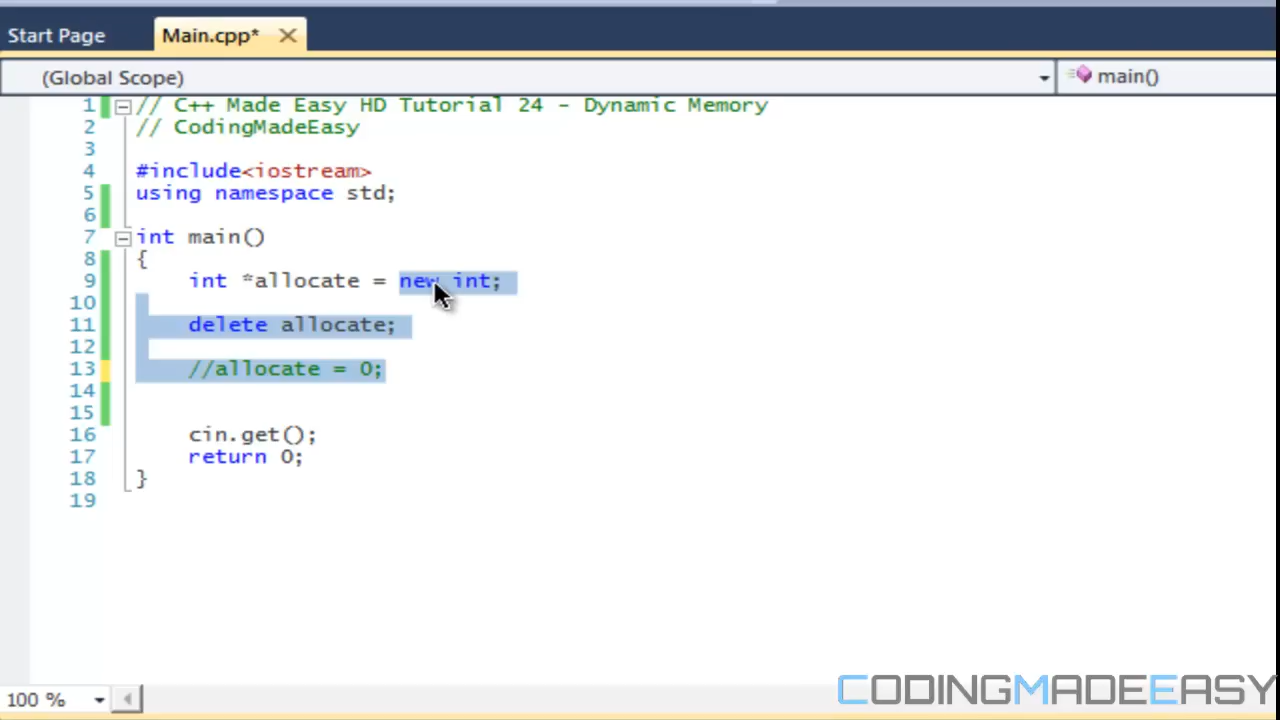 Start Page
Main.cpp*
(Global Scope)
main()
1 // C++ Made Easy HD Tutorial 24 - Dynamic Memory
2 // CodingMadeEasy
3
4 #include<iostream>
5 using namespace std;
6
7 int main()
8 {
9 int *allocate = new int;
10
11 delete allocate;
12
13 //allocate = 0;
14
15
16 cin.get();
17 return 0;
18 }
19
100 %
CODINGMADEEASY